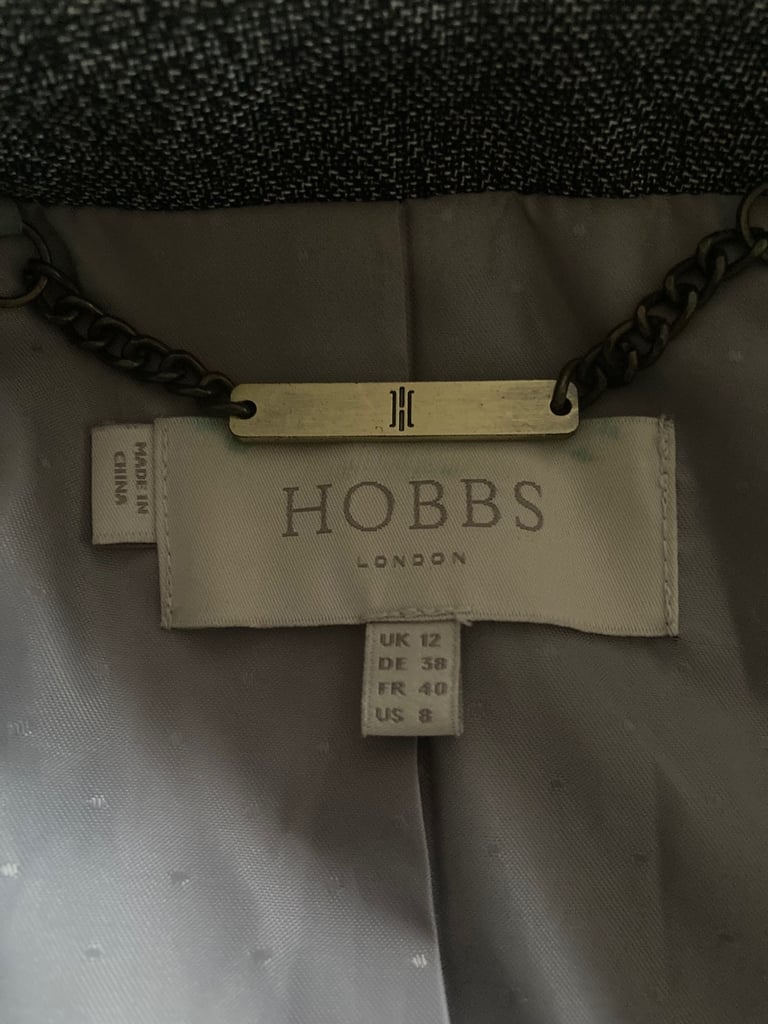 HOBBS
LONDON
MADE IN
CHINA
UK 12
DE 38
FR 40
US 8